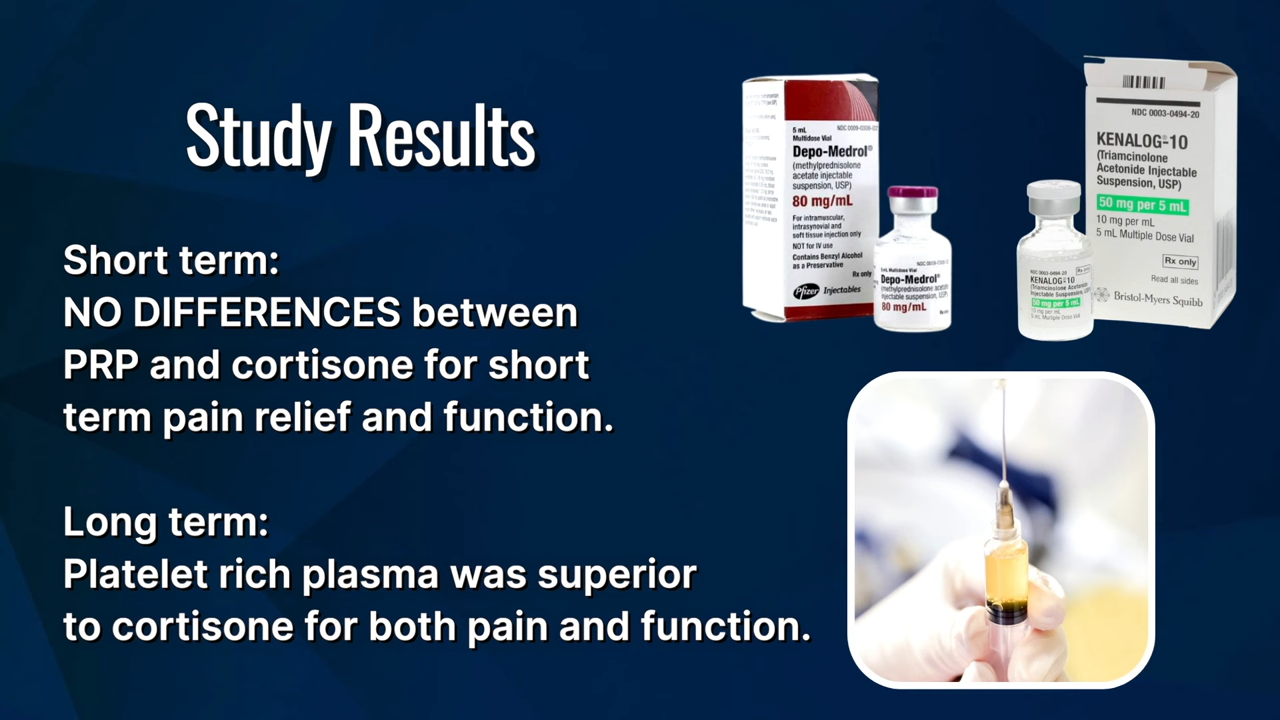 Study Results
Short term:
NO DIFFERENCES between
PRP and cortisone for short
term pain relief and function.
Long term:
Platelet rich plasma was superior
to cortisone for both pain and function.
5 mL
Multidose Vial
Depo-Medrol®
(methylprednisolone
acetate injectable
suspension, USP)
80 mg/mL
For intramuscular,
intrasynovial and
soft tissue injection only
NOT for IV use
Contains Benzyl Alcohol
as a Preservative
Rx only
Pfizer Injectables
Depo-Medrol®
80 mg/mL
NDC 0003-0494-20
KENALOG®-10
(Triamcinolone
Acetonide Injectable
Suspension, USP)
50 mg per 5 mL
10 mg per mL
5 mL Multiple Dose Vial
Rx only
Read all sides
Bristol-Myers Squibb
NDC 0003-0494-20
KENALOG®-10
50 mg per 5 mL